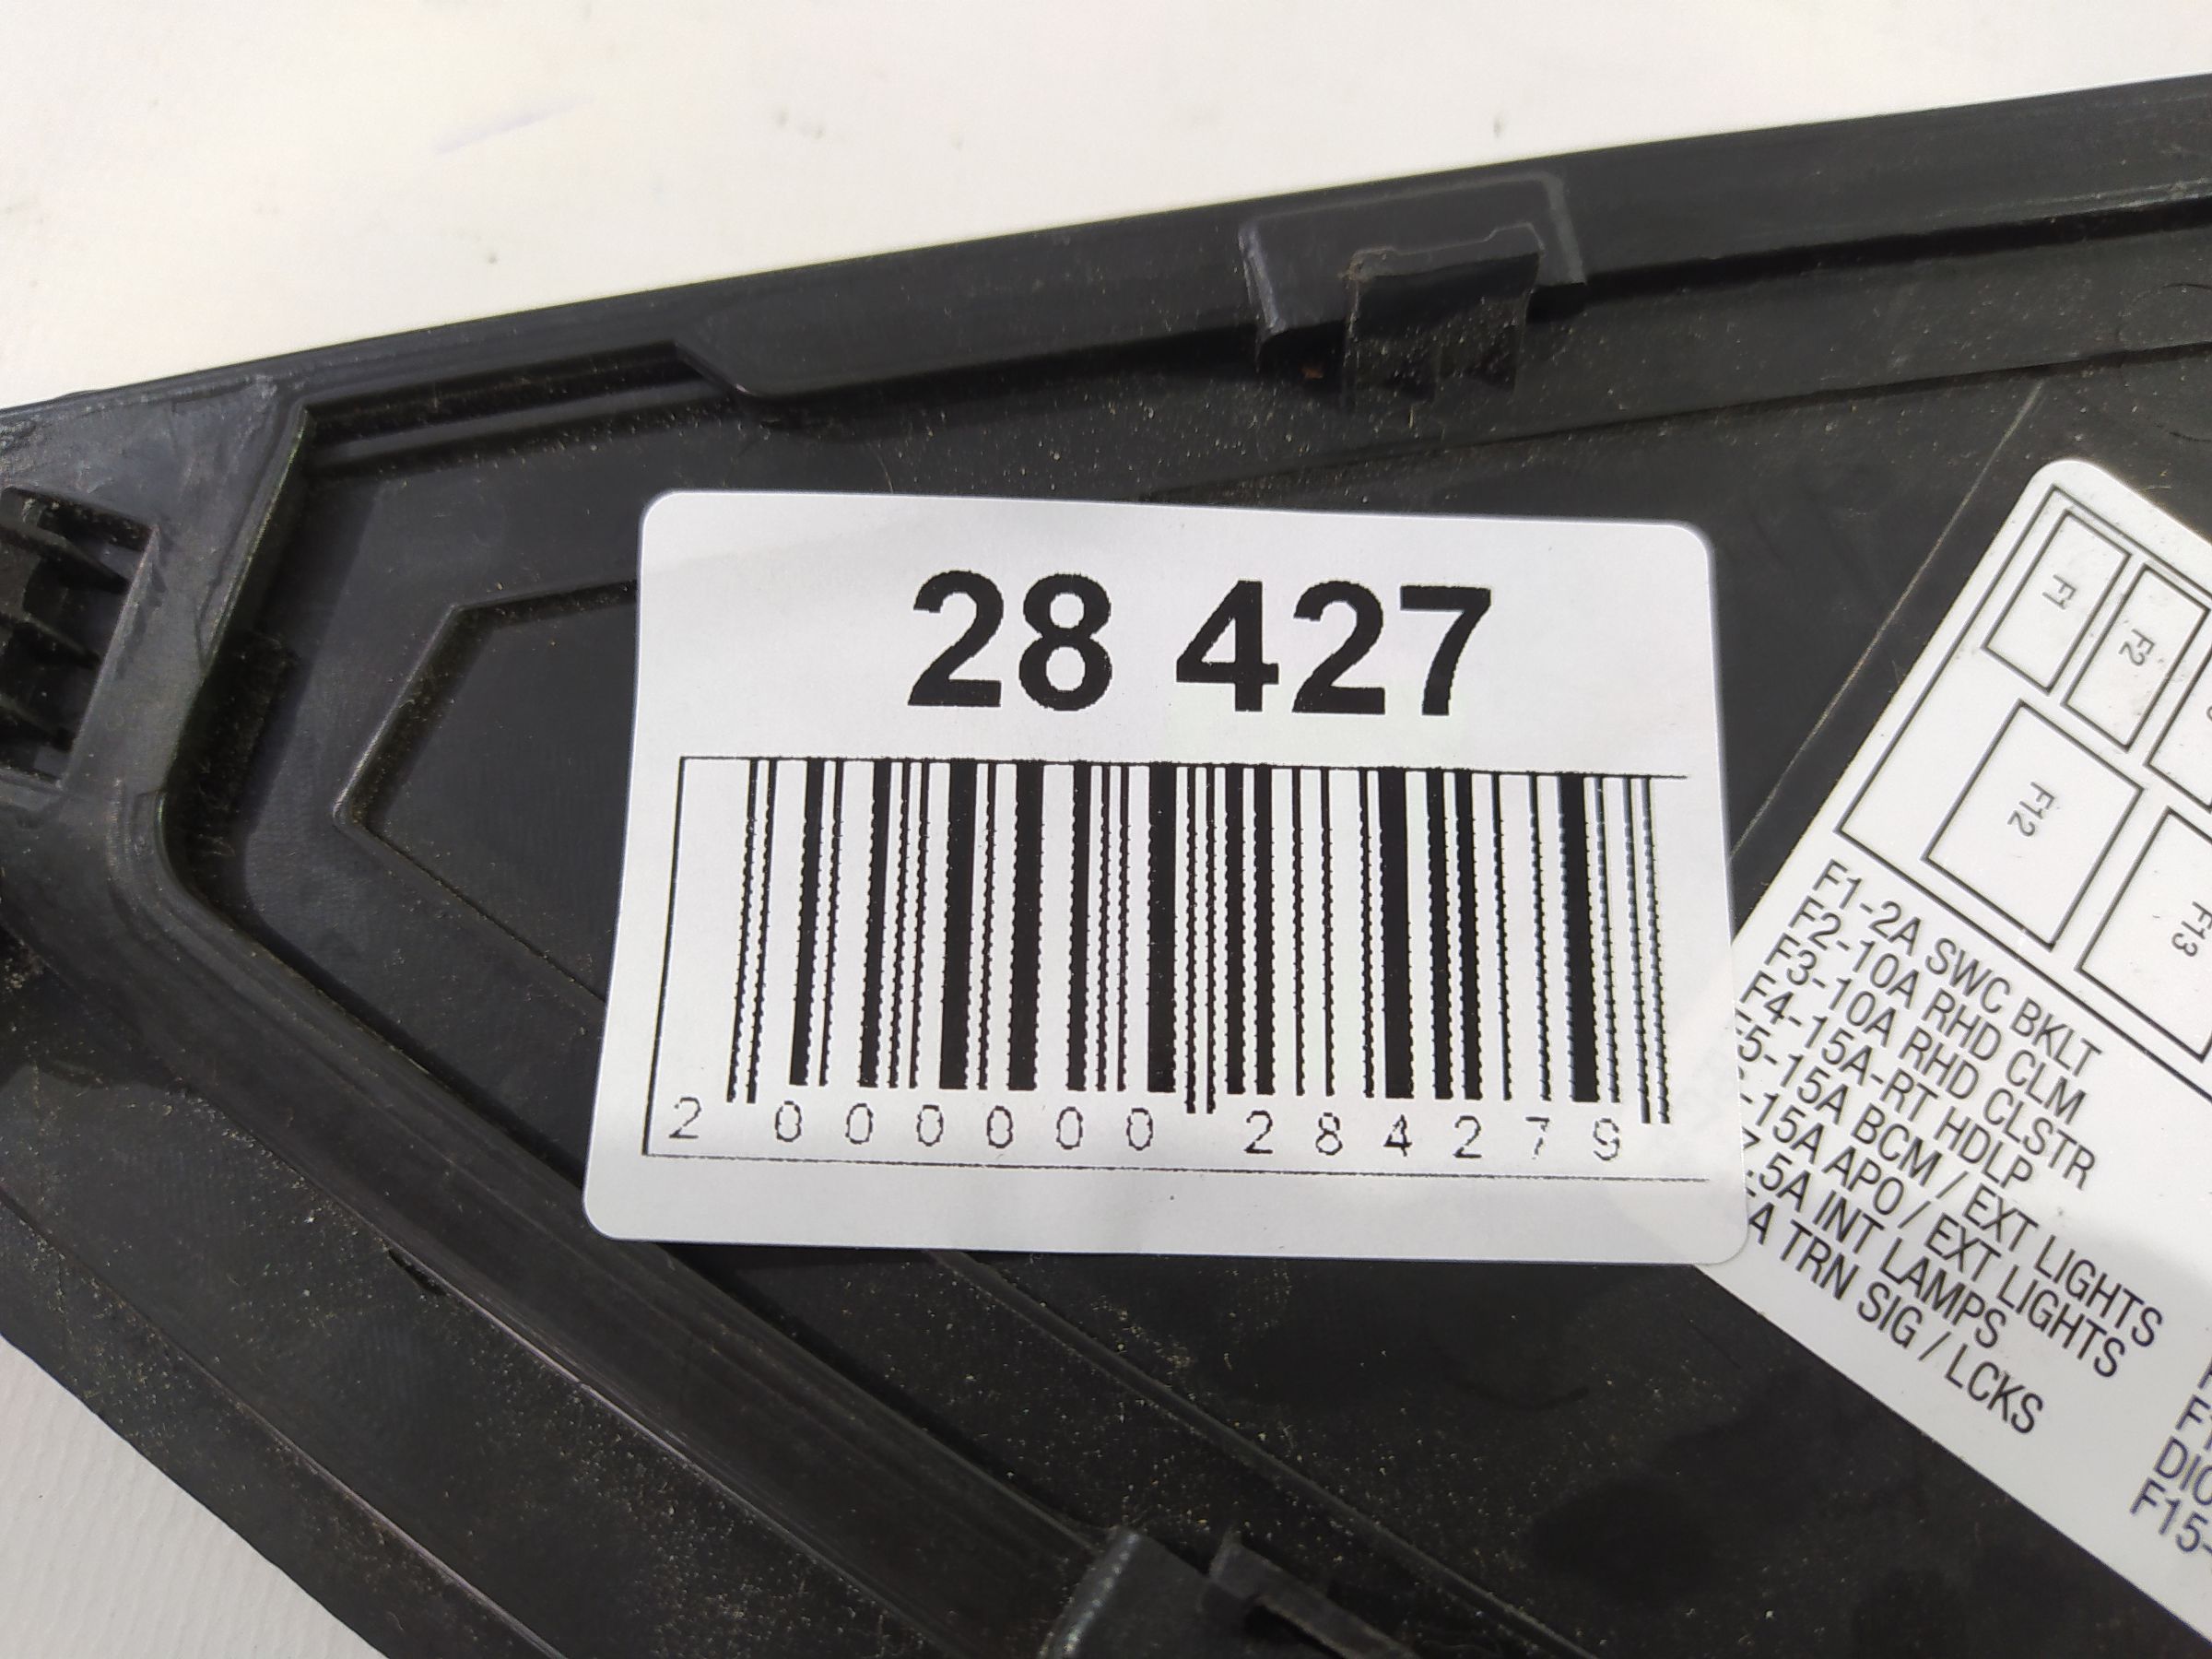 28 427
2 000000 284279
F1
F2
F12
F13
F1-2A SWC BKLT
F2-10A RHD CLM
F3-10A RHD CLSTR
F4-15A-RT HDLP
F5-15A BCM / EXT LIGHTS
-15A APO / EXT LIGHTS
.5A INT LAMPS
A TRN SIG / LCKS
F15-